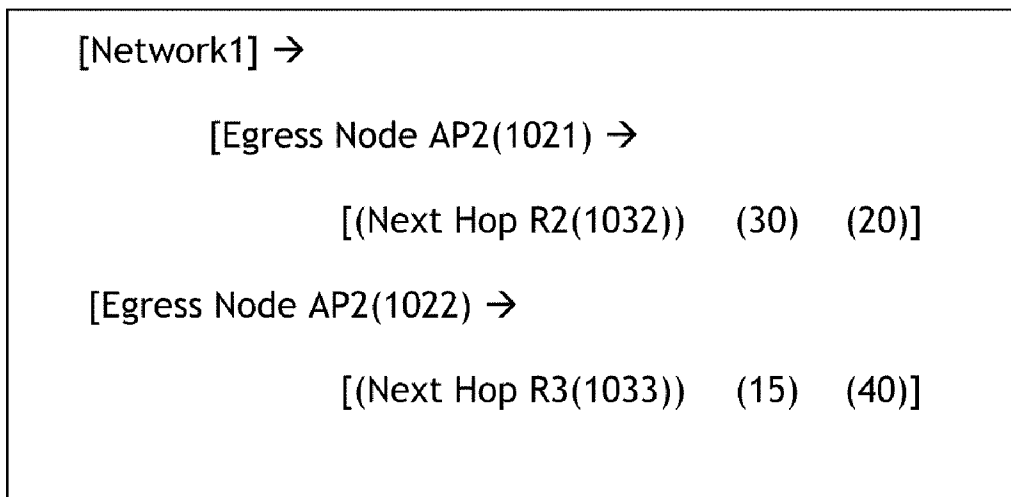 [Network1] →
[Egress Node AP2(1021) →
[(Next Hop R2(1032)) (30) (20)]
[Egress Node AP2(1022) →
[(Next Hop R3(1033)) (15) (40)]